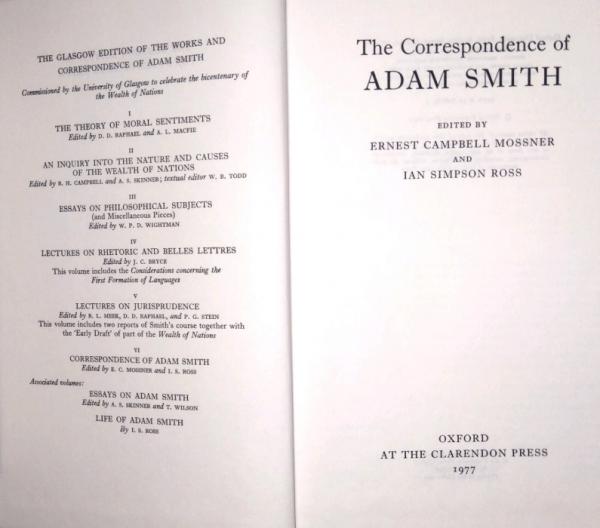 THE GLASGOW EDITION OF THE WORKS AND
CORRESPONDENCE OF ADAM SMITH
Commissioned by the University of Glasgow to celebrate the bicentenary of
the Wealth of Nations
I
THE THEORY OF MORAL SENTIMENTS
Edited by D. D. RAPHAEL and A. L. MACFIE
II
AN INQUIRY INTO THE NATURE AND CAUSES
OF THE WEALTH OF NATIONS
Edited by R. H. CAMPBELL and A. S. SKINNER; textual editor W. B. TODD
III
ESSAYS ON PHILOSOPHICAL SUBJECTS
(and Miscellaneous Pieces)
Edited by W. P. D. WIGHTMAN
IV
LECTURES ON RHETORIC AND BELLES LETTRES
Edited by J. C. BRYCE
This volume includes the Considerations concerning the
First Formation of Languages
V
LECTURES ON JURISPRUDENCE
Edited by R. L. MEEK, D. D. RAPHAEL, and P. G. STEIN
This volume includes two reports of Smith's course together with
the 'Early Draft' of part of the Wealth of Nations
VI
CORRESPONDENCE OF ADAM SMITH
Edited by E. C. MOSSNER and I. S. ROSS
Associated volumes:
ESSAYS ON ADAM SMITH
Edited by A. S. SKINNER and T. WILSON
LIFE OF ADAM SMITH
By I. S. ROSS
The Correspondence of
ADAM SMITH
EDITED BY
ERNEST CAMPBELL MOSSNER
AND
IAN SIMPSON ROSS
OXFORD
AT THE CLARENDON PRESS
1977